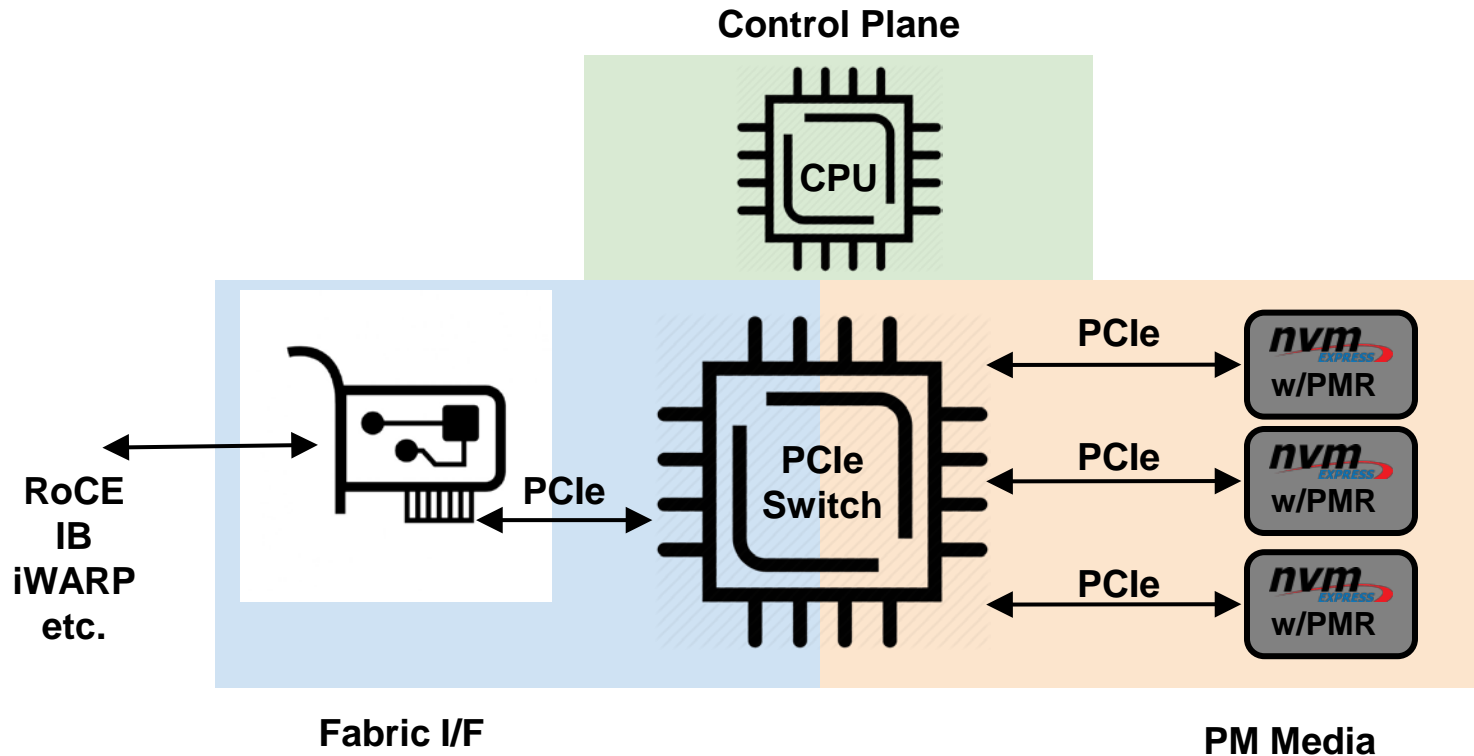 Control Plane
CPU
PCIe
nvm
EXPRESS
w/PMR
PCIe
Switch
PCIe
nvm
EXPRESS
w/PMR
PCIe
nvm
EXPRESS
w/PMR
PCIe
RoCE
IB
iWARP
etc.
Fabric I/F
PM Media